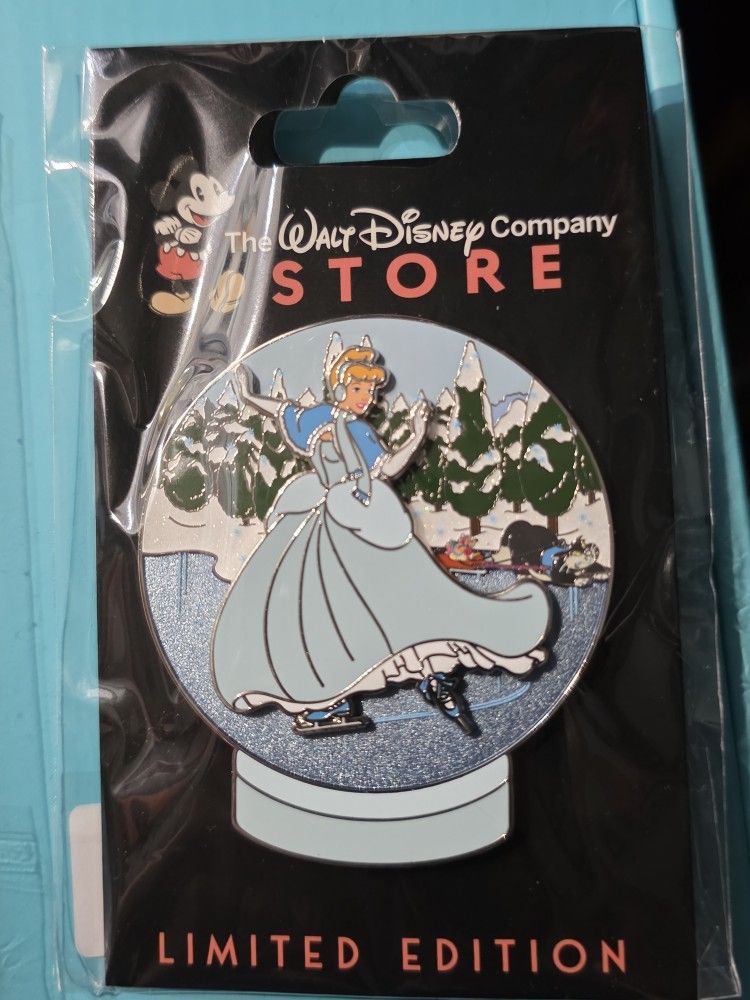 The WALT DISNEY Company
STORE
LIMITED EDITION